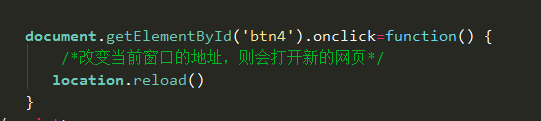 document.getElementById('btn4').onclick=function() {
/*改变当前窗口的地址，则会打开新的网页*/
location.reload()
}